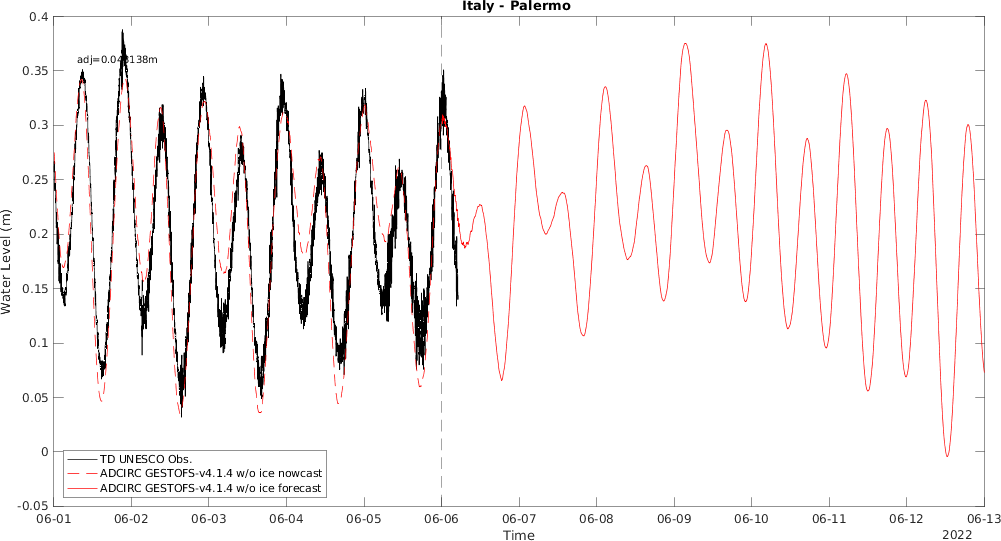 Italy - Palermo
0.4
0.35
0.3
0.25
0.2
0.15
0.1
0.05
0
-0.05
Water Level (m)
adj=0.043138m
TD UNESCO Obs.
ADCIRC GESTOFS-v4.1.4 w/o ice nowcast
ADCIRC GESTOFS-v4.1.4 w/o ice forecast
06-01 06-02 06-03 06-04 06-05 06-06 06-07 06-08 06-09 06-10 06-11 06-12 06-13
Time
2022